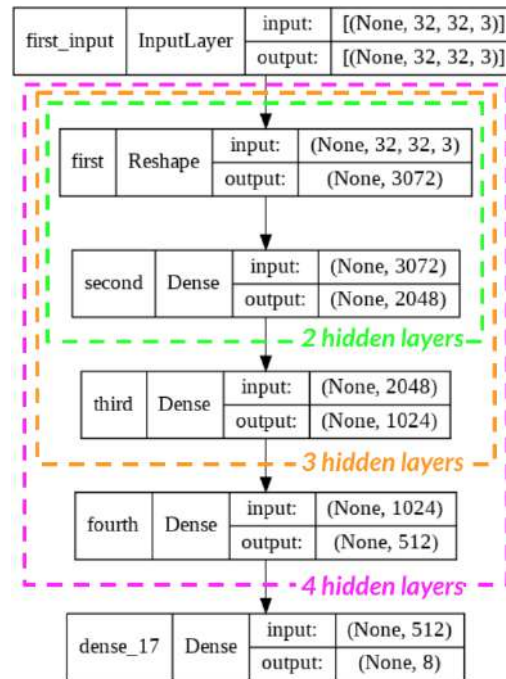 first_input InputLayer input: [(None, 32, 32, 3)]
output: [(None, 32, 32, 3)]
first Reshape input: (None, 32, 32, 3)
output: (None, 3072)
second Dense input: (None, 3072)
output: (None, 2048)
2 hidden layers
third Dense input: (None, 2048)
output: (None, 1024)
3 hidden layers
fourth Dense input: (None, 1024)
output: (None, 512)
4 hidden layers
dense_17 Dense input: (None, 512)
output: (None, 8)